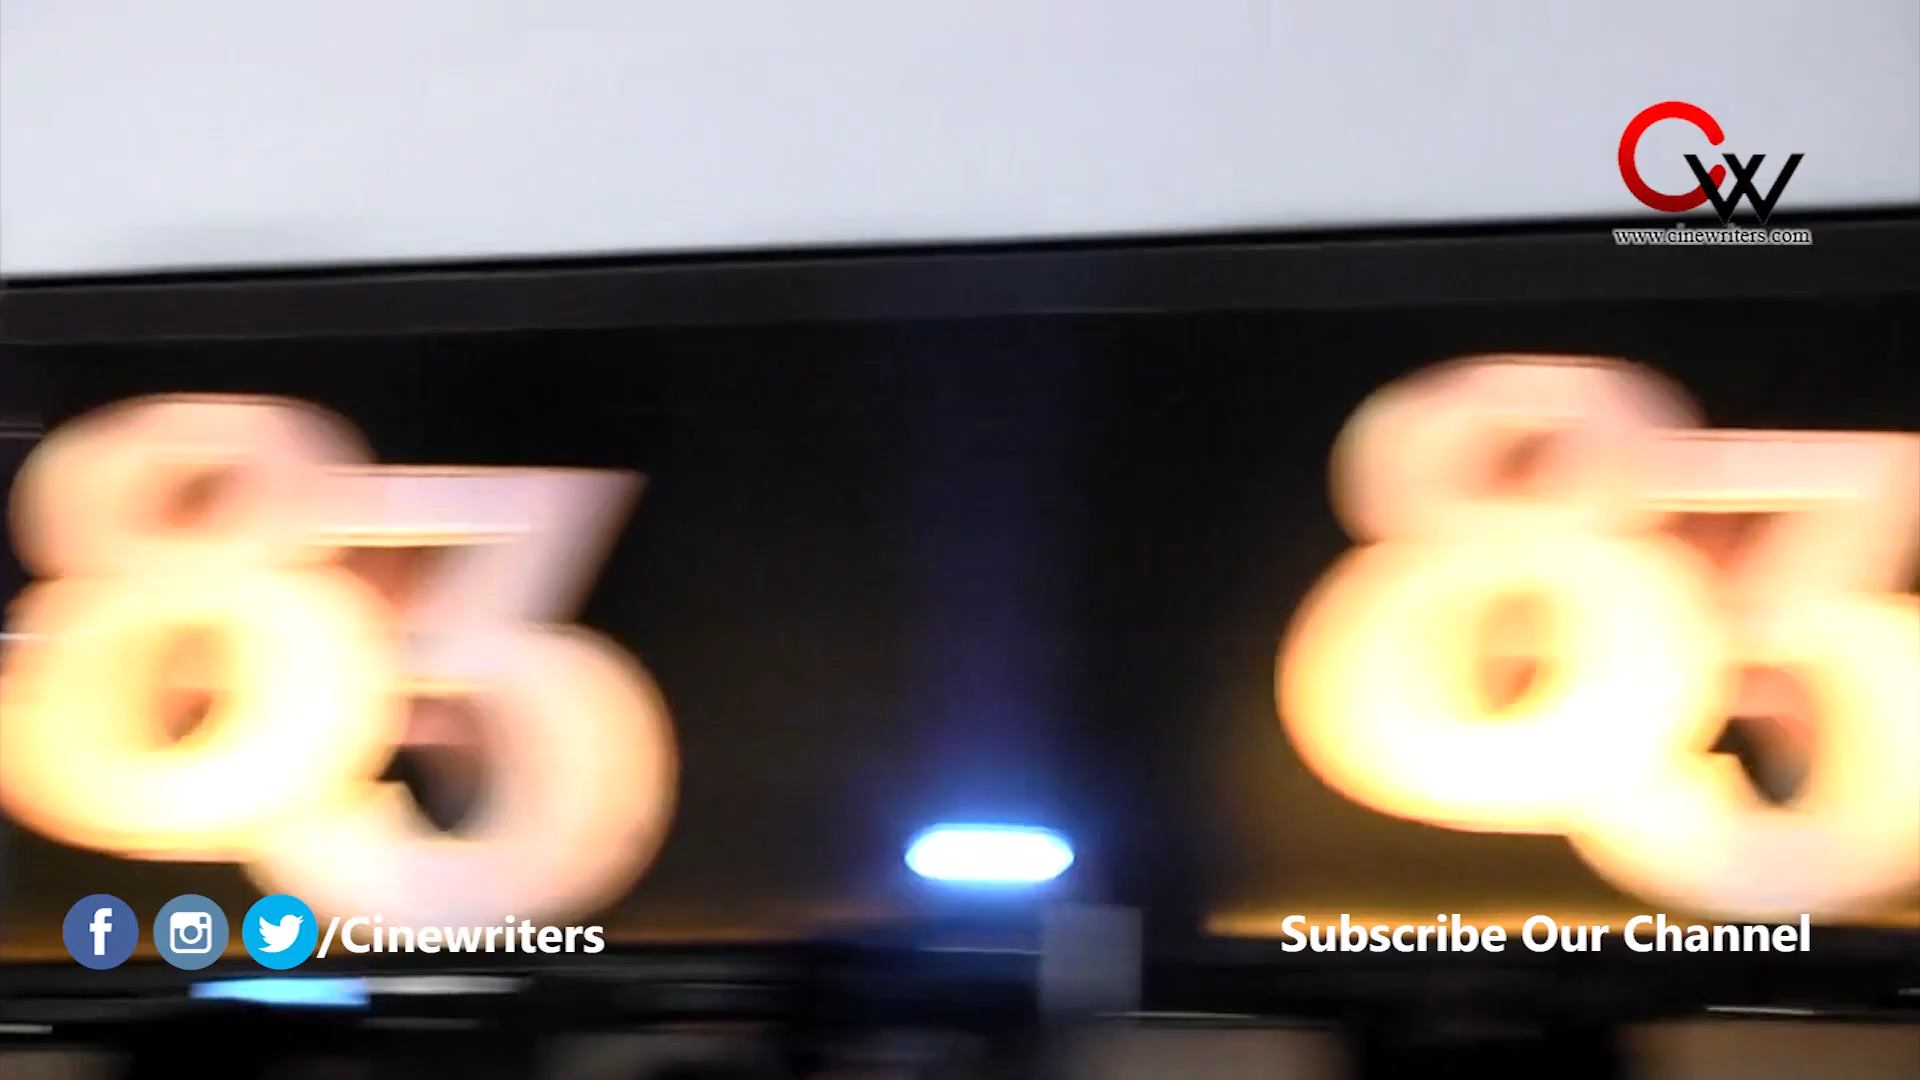 CW
www.cinewriters.com
83
83
/Cinewriters
Subscribe Our Channel